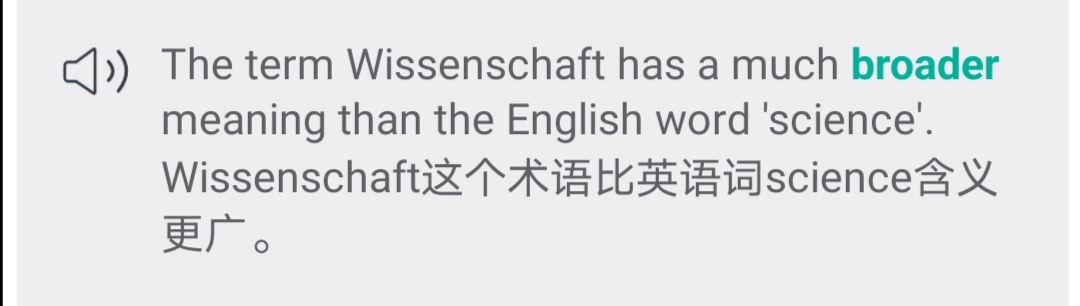 The term Wissenschaft has a much broader
meaning than the English word 'science'.
Wissenschaft这个术语比英语词science含义
更广。